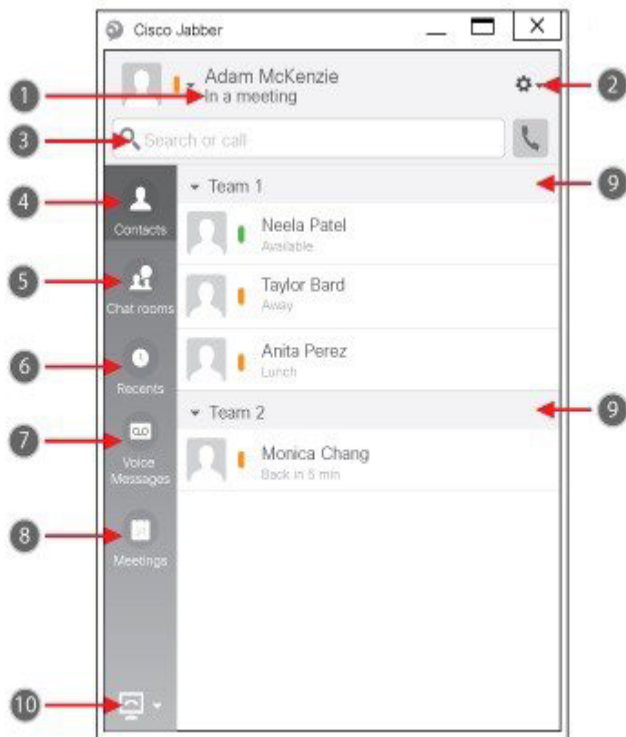 Cisco Jabber
Adam McKenzie
1
In a meeting
2
3
Search or call
Team 1
9
4
Contacts
Neela Patel
Available
5
Chat rooms
Taylor Bard
Away
6
Recents
Anita Perez
Lunch
7
Voice
Messages
Team 2
9
Monica Chang
Back in 5 min
8
Meetings
10